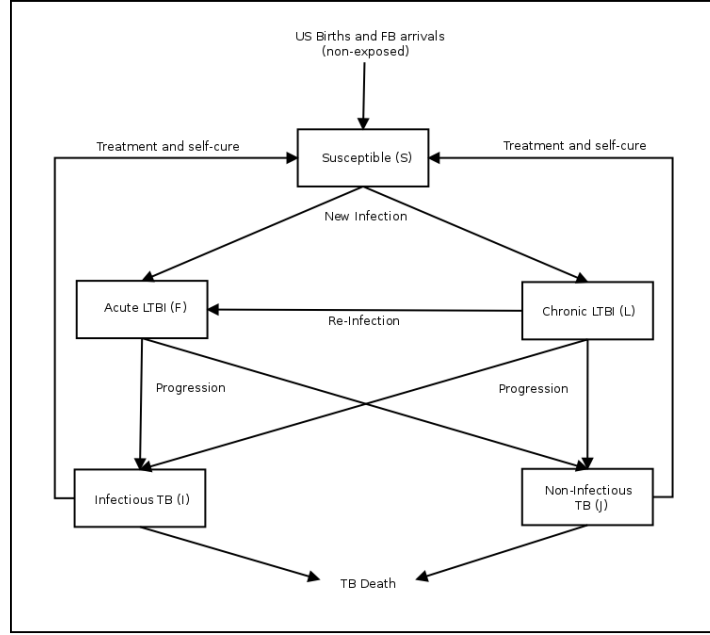 US Births and FB arrivals
(non-exposed)
Treatment and self-cure
Treatment and self-cure
Susceptible (S)
New Infection
Acute LTBI (F)
Chronic LTBI (L)
Re-Infection
Progression
Progression
Infectious TB (I)
Non-Infectious
TB (J)
TB Death